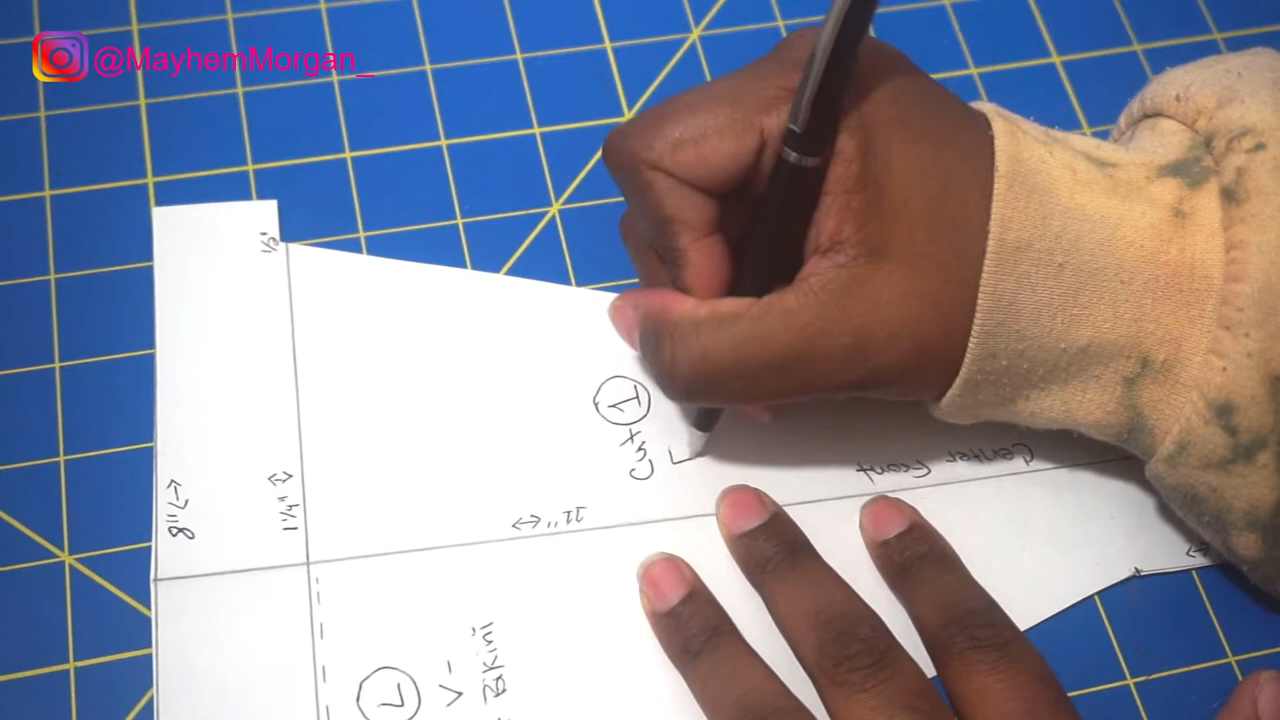 @MayhemMorgan_
1/2"
8"
1 1/4"
11"
Cut
1
Center Front
V-
Bikini